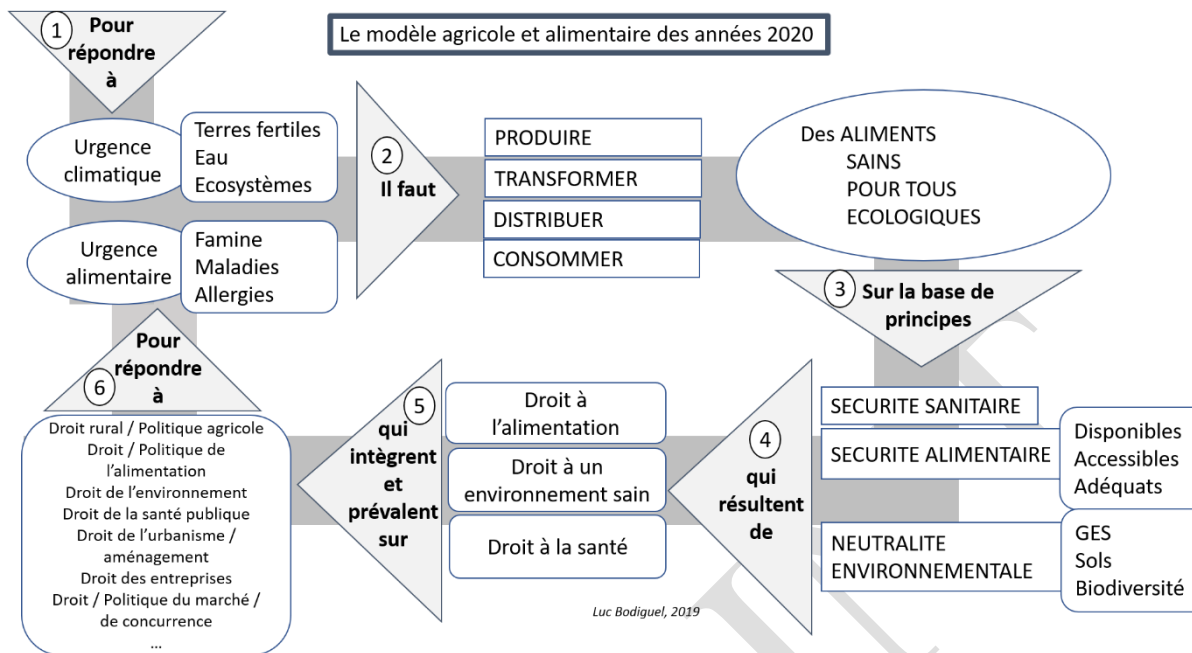 Le modèle agricole et alimentaire des années 2020
1
Pour
répondre
à
Urgence
climatique
Terres fertiles
Eau
Ecosystèmes
Urgence
alimentaire
Famine
Maladies
Allergies
2
Il faut
PRODUIRE
TRANSFORMER
DISTRIBUER
CONSOMMER
Des ALIMENTS
SAINS
POUR TOUS
ECOLOGIQUES
3
Sur la base de
principes
SECURITE SANITAIRE
SECURITE ALIMENTAIRE
Disponibles
Accessibles
Adéquats
NEUTRALITE
ENVIRONNEMENTALE
GES
Sols
Biodiversité
4
qui
résultent
de
Droit à
l’alimentation
Droit à un
environnement sain
Droit à la santé
5
qui
intègrent
et
prévalent
sur
Droit rural / Politique agricole
Droit / Politique de
l’alimentation
Droit de l’environnement
Droit de la santé publique
Droit de l’urbanisme /
aménagement
Droit des entreprises
Droit / Politique du marché /
de concurrence
...
6
Pour
répondre
à
Luc Bodiguel, 2019